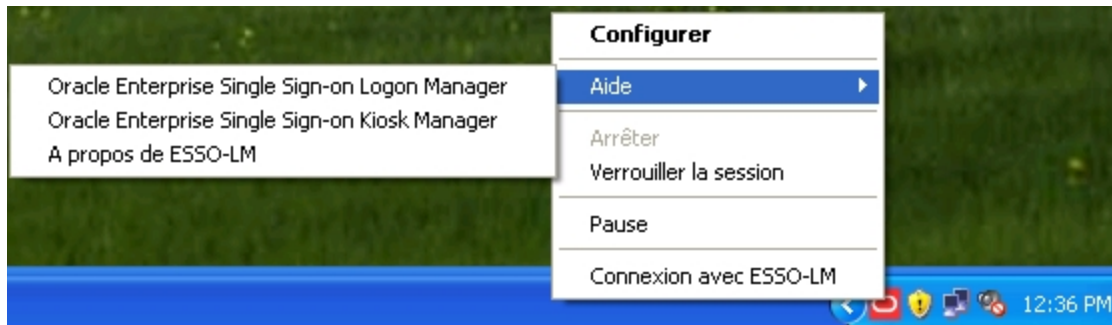 Configurer
Aide
Oracle Enterprise Single Sign-on Logon Manager
Oracle Enterprise Single Sign-on Kiosk Manager
A propos de ESSO-LM
Arrêter
Verrouiller la session
Pause
Connexion avec ESSO-LM
12:36 PM